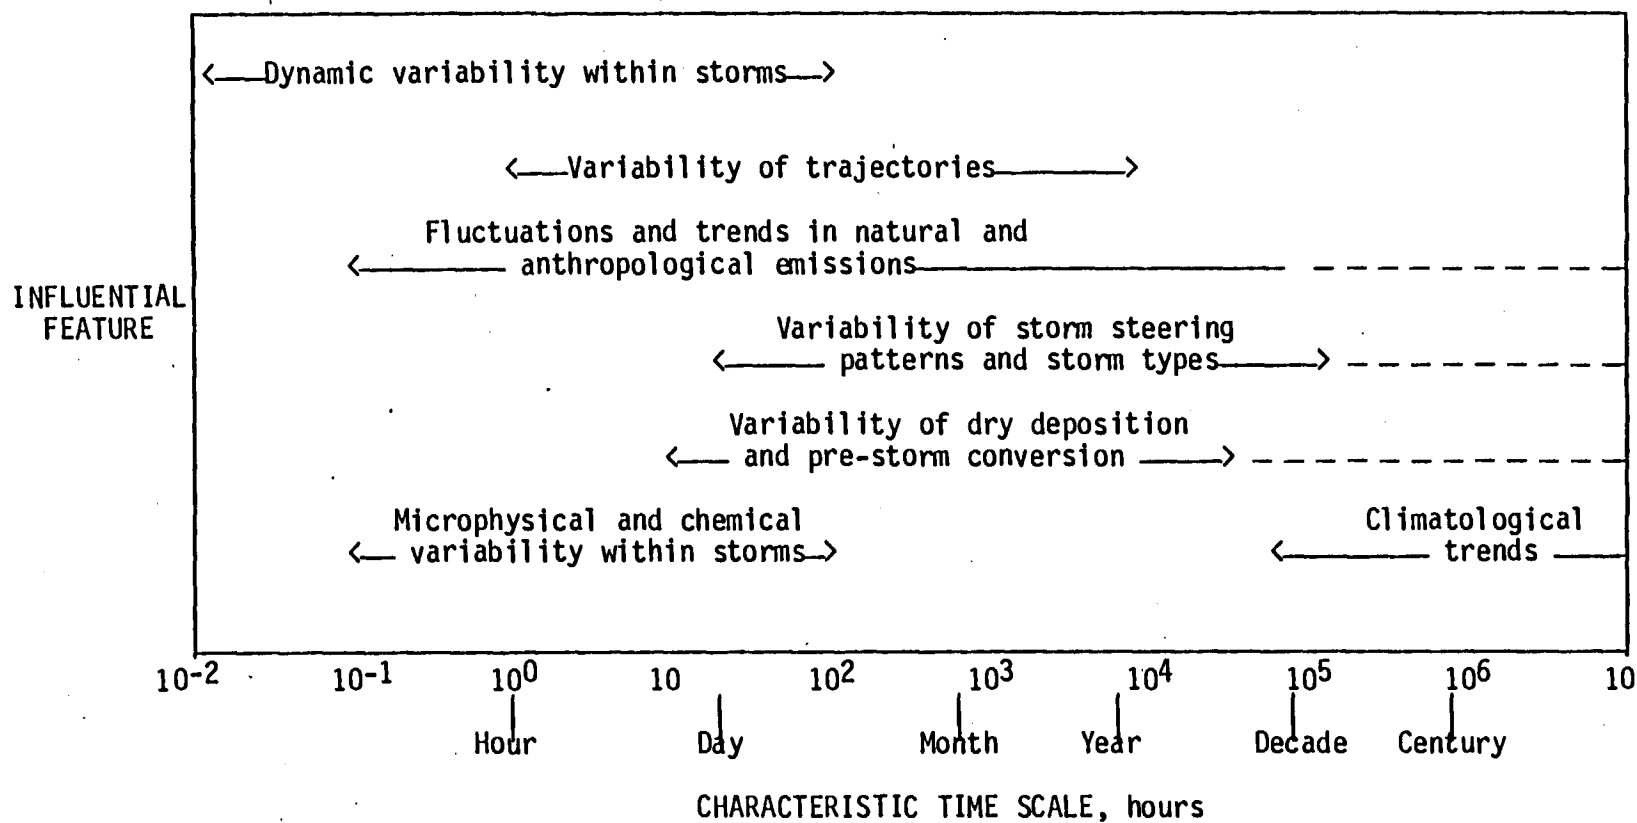 Dynamic variability within storms
Variability of trajectories
Fluctuations and trends in natural and
anthropological emissions
INFLUENTIAL
FEATURE
Variability of storm steering
patterns and storm types
Variability of dry deposition
and pre-storm conversion
Microphysical and chemical
variability within storms
Climatological
trends
10⁻² 10⁻¹ 10⁰ 10 10² 10³ 10⁴ 10⁵ 10⁶ 10
Hour Day Month Year Decade Century
CHARACTERISTIC TIME SCALE, hours